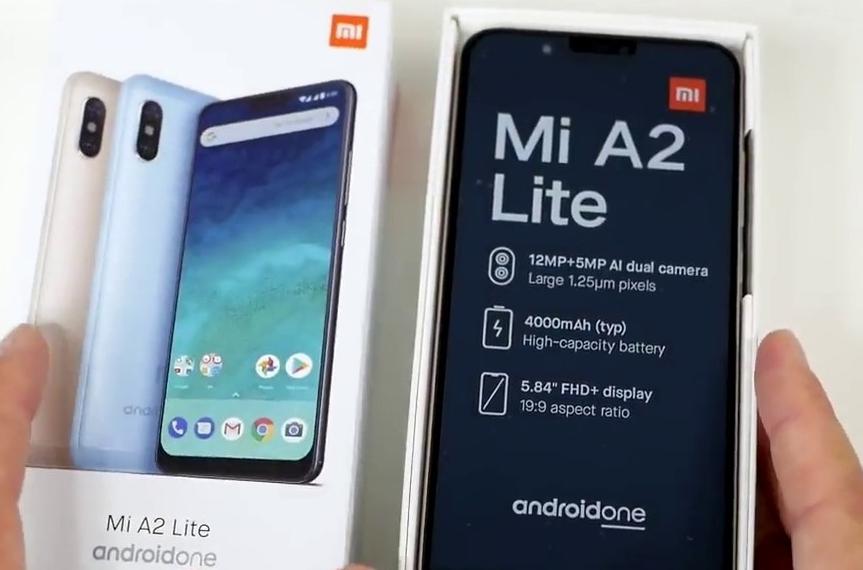 mi
Mi A2 Lite
androidone
mi
Mi A2
Lite
12MP+5MP AI dual camera
Large 1.25μm pixels
4000mAh (typ)
High-capacity battery
5.84" FHD+ display
19:9 aspect ratio
androidone